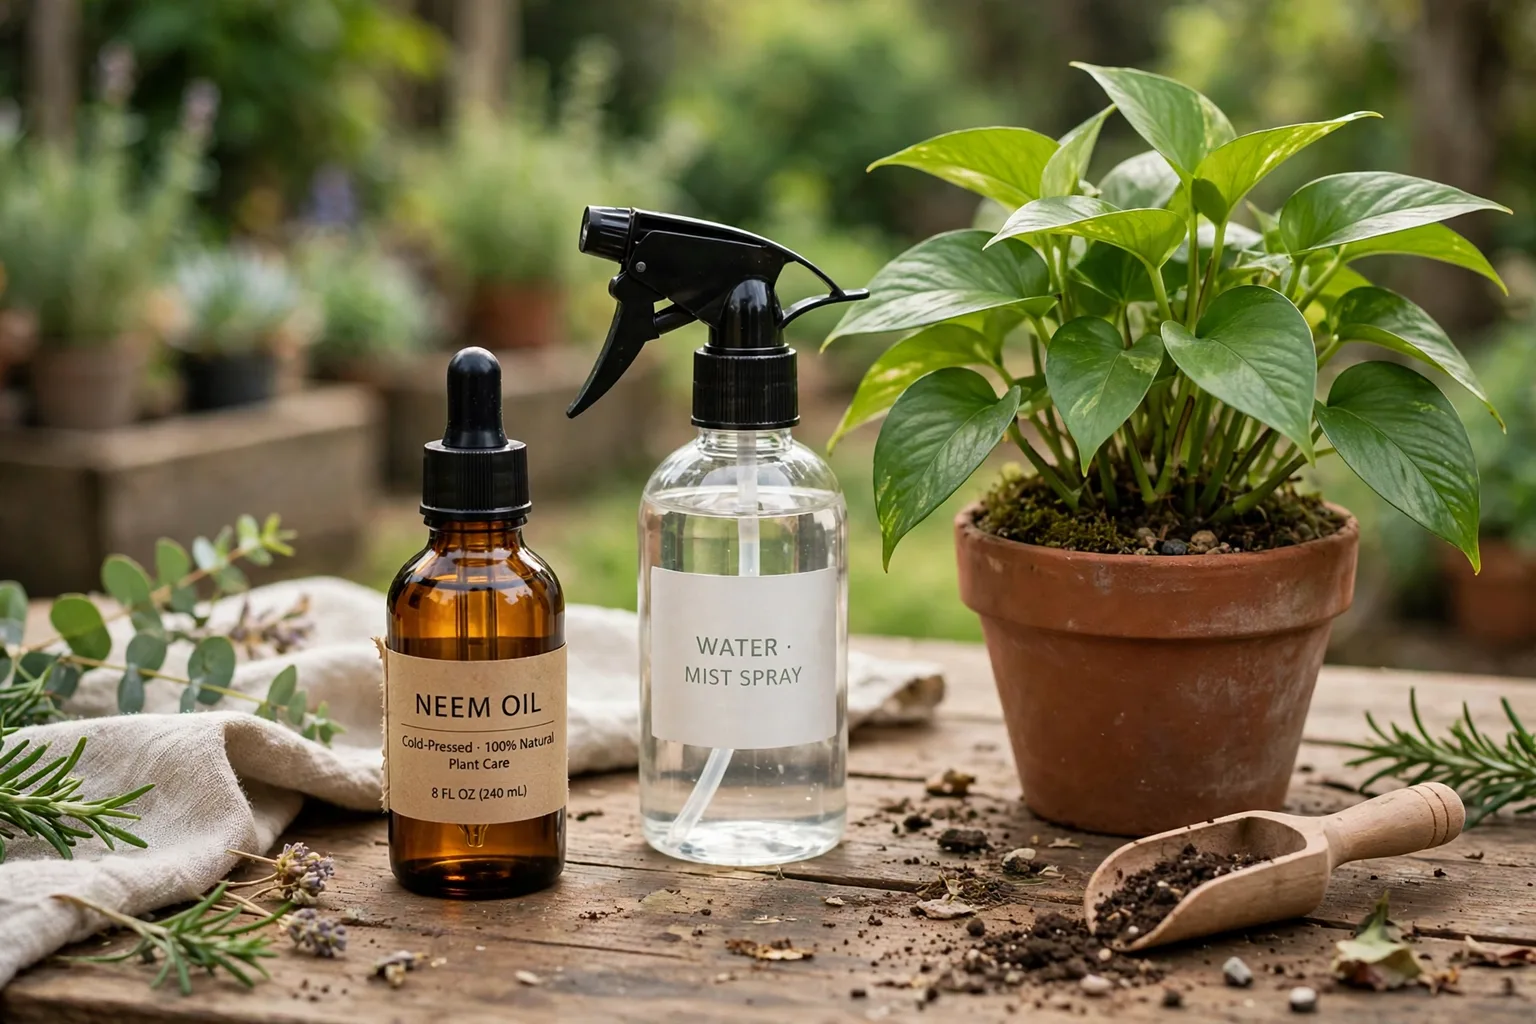 NEEM OIL
Cold-Pressed · 100% Natural
Plant Care
8 FL OZ (240 mL)
WATER ·
MIST SPRAY